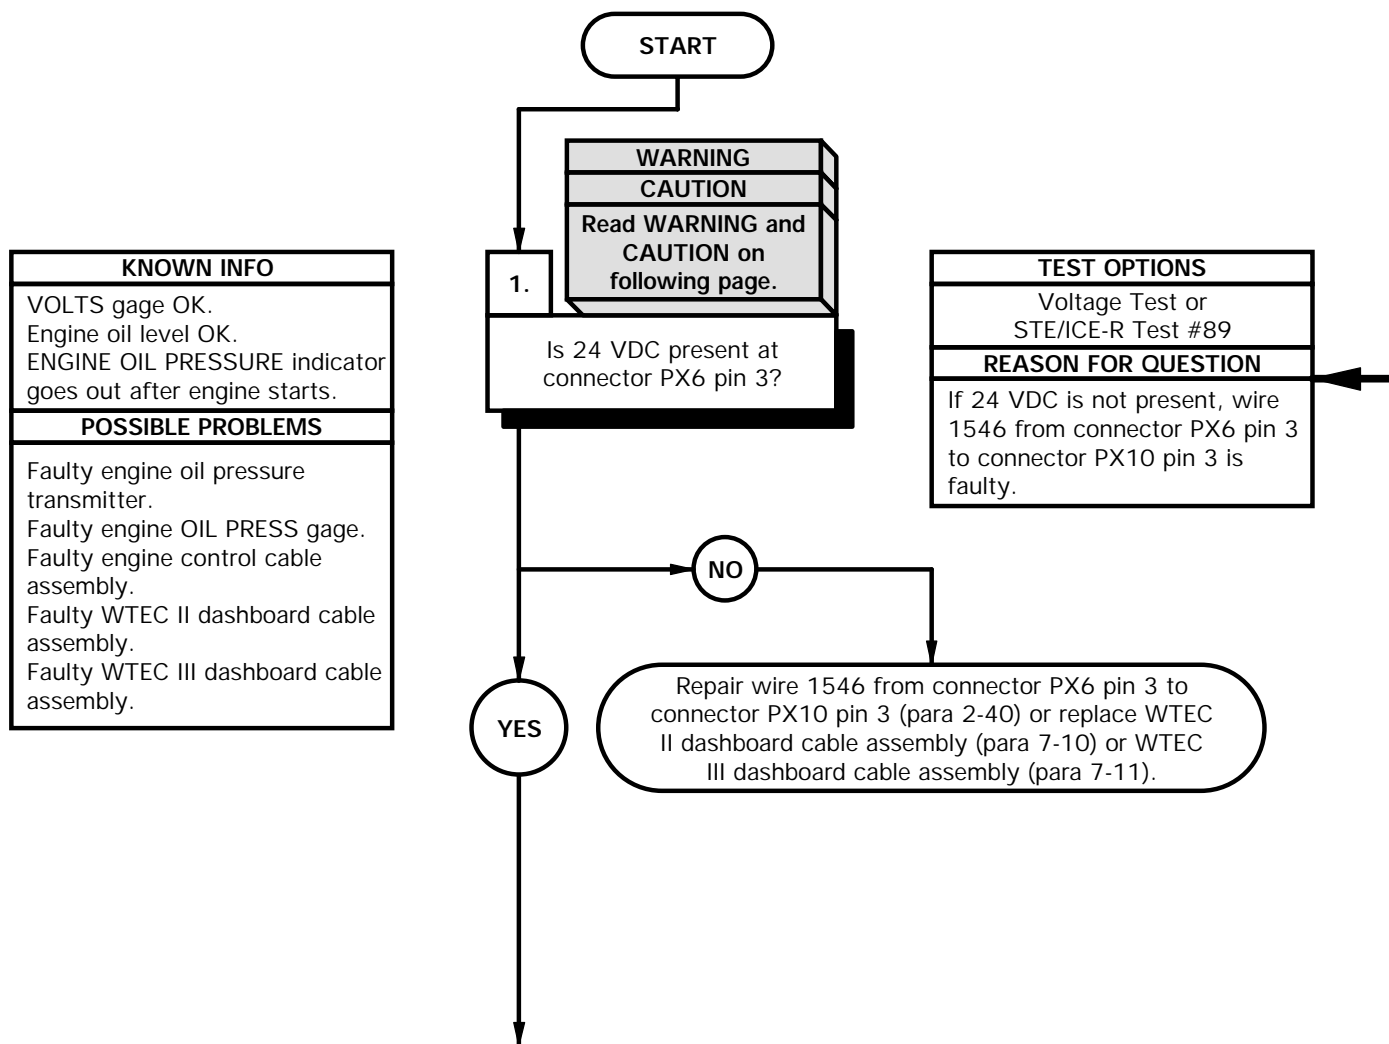 START
WARNING
CAUTION
Read WARNING and
CAUTION on
following page.
1.
Is 24 VDC present at
connector PX6 pin 3?
KNOWN INFO
VOLTS gage OK.
Engine oil level OK.
ENGINE OIL PRESSURE indicator
goes out after engine starts.
POSSIBLE PROBLEMS
Faulty engine oil pressure
transmitter.
Faulty engine OIL PRESS gage.
Faulty engine control cable
assembly.
Faulty WTEC II dashboard cable
assembly.
Faulty WTEC III dashboard cable
assembly.
TEST OPTIONS
Voltage Test or
STE/ICE-R Test #89
REASON FOR QUESTION
If 24 VDC is not present, wire
1546 from connector PX6 pin 3
to connector PX10 pin 3 is
faulty.
NO
YES
Repair wire 1546 from connector PX6 pin 3 to
connector PX10 pin 3 (para 2-40) or replace WTEC
II dashboard cable assembly (para 7-10) or WTEC
III dashboard cable assembly (para 7-11).